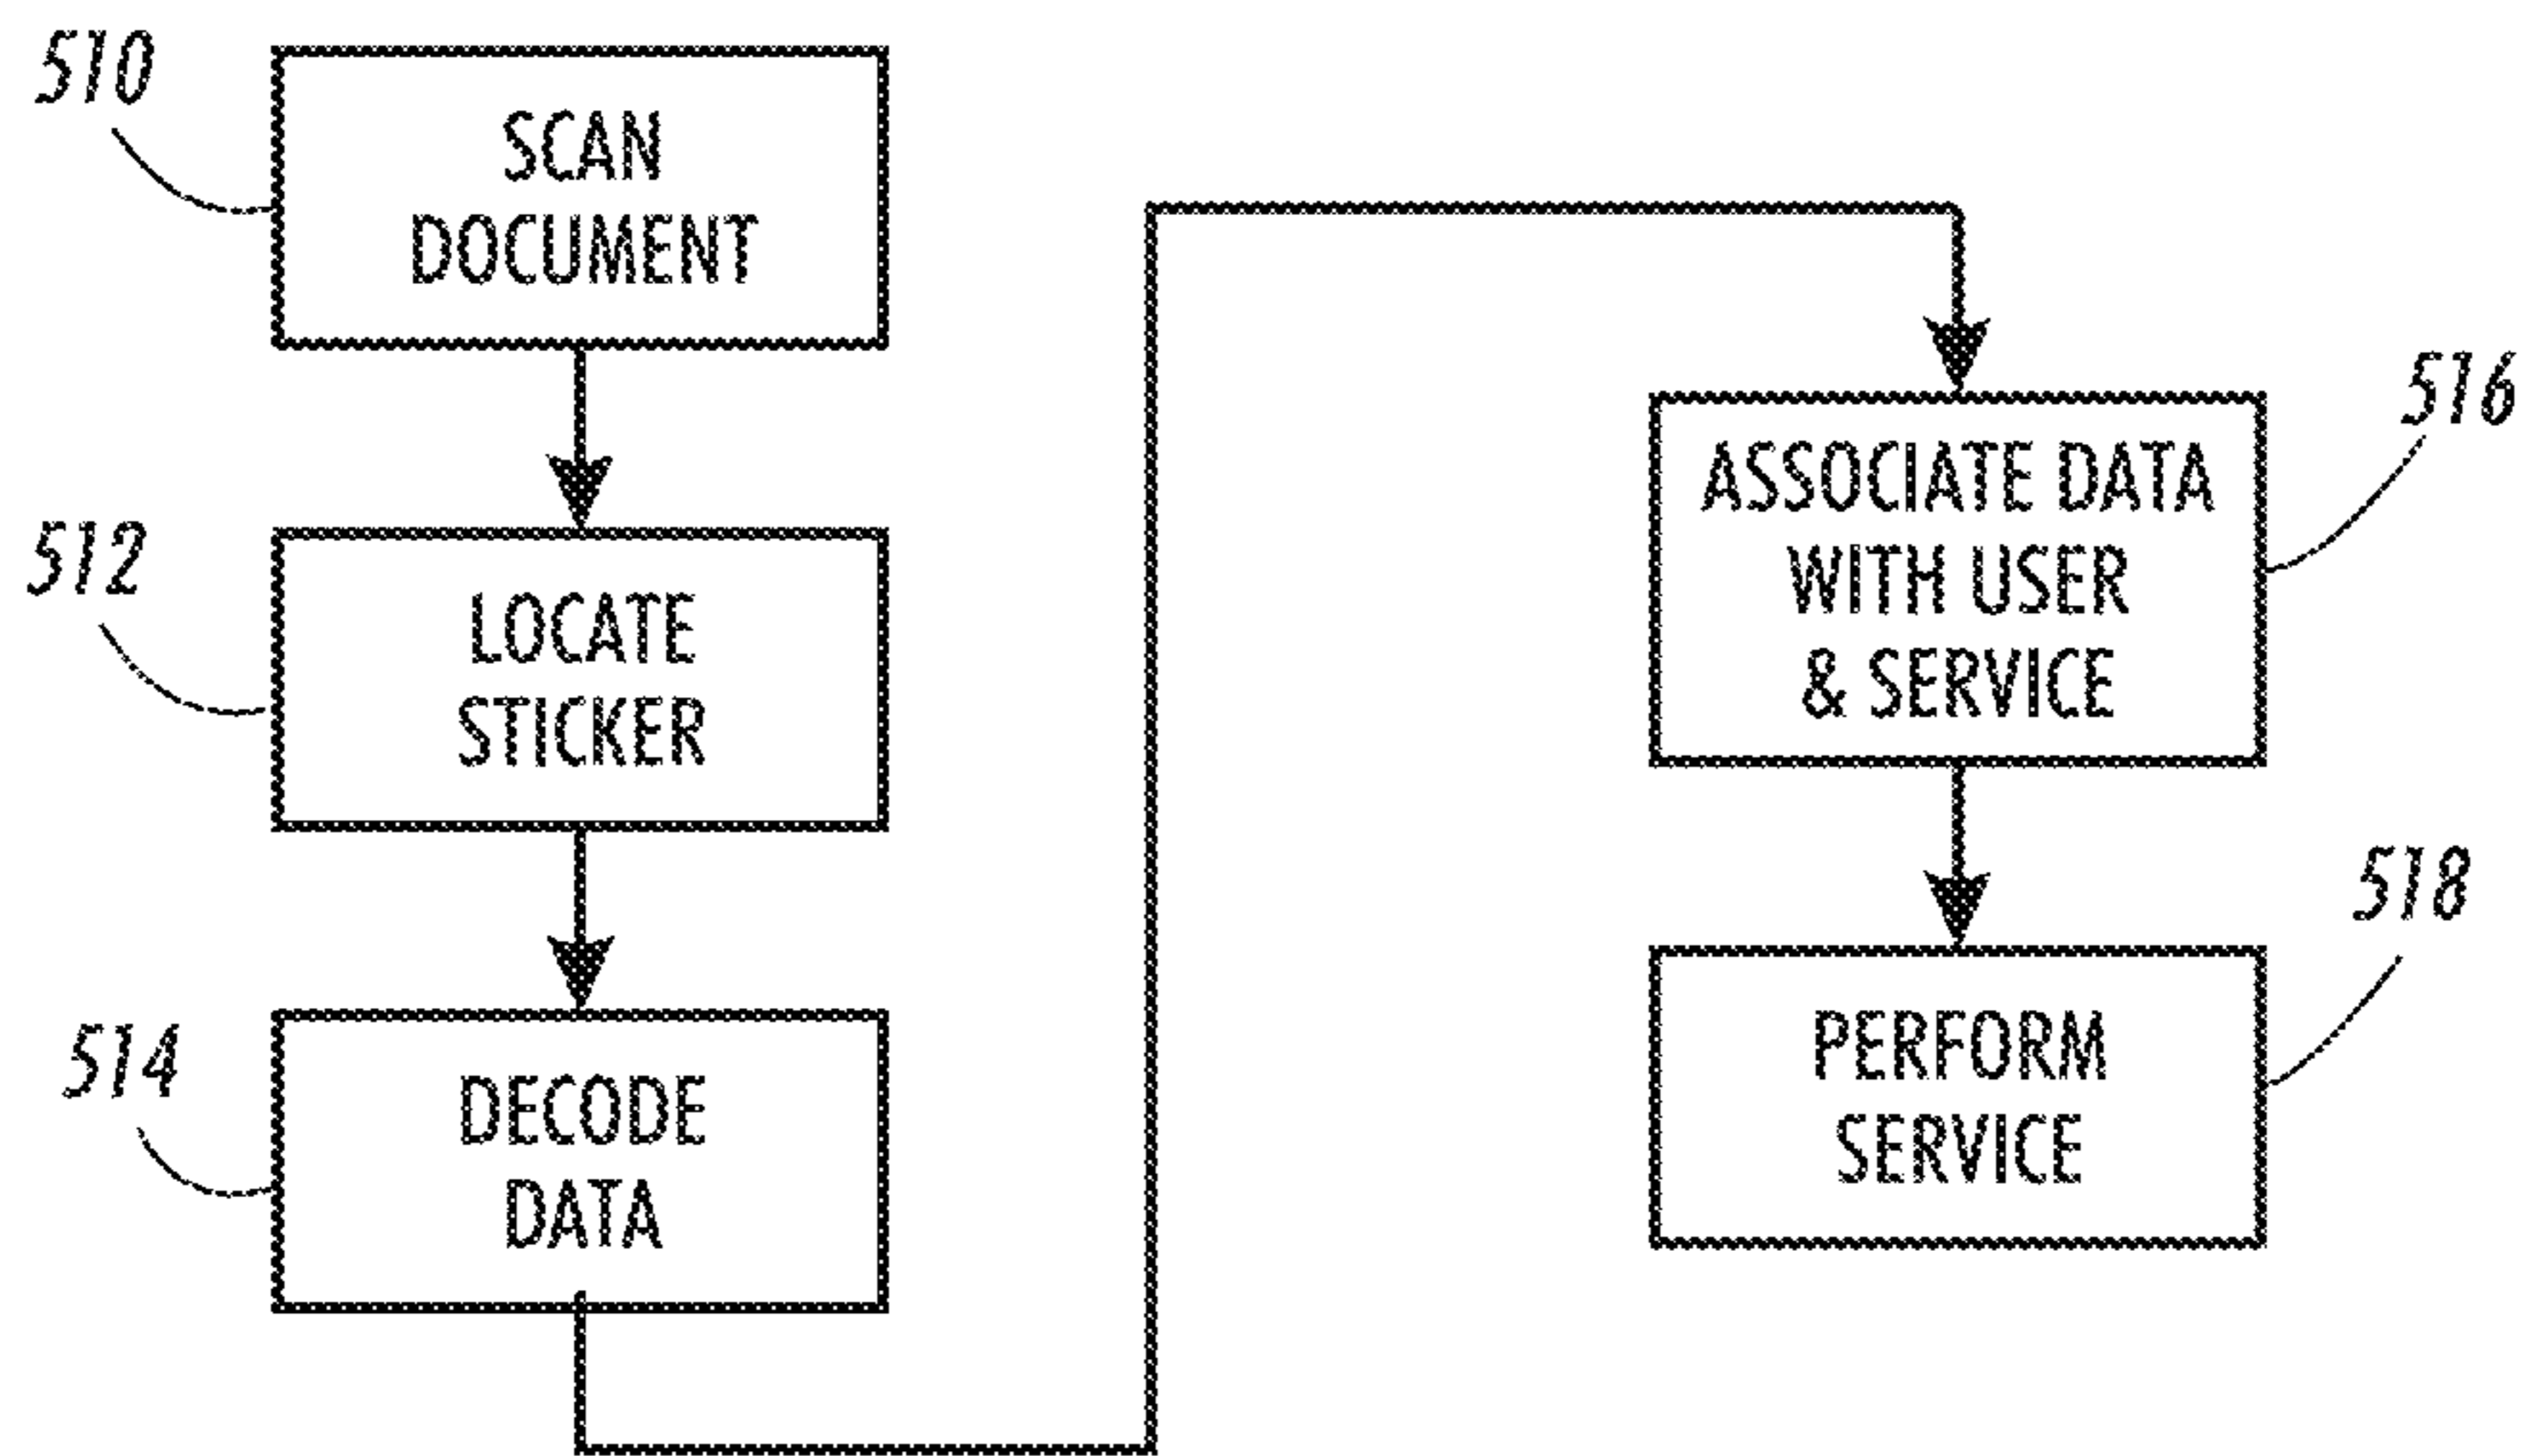 510
SCAN
DOCUMENT
512
LOCATE
STICKER
514
DECODE
DATA
516
ASSOCIATE DATA
WITH USER
& SERVICE
518
PERFORM
SERVICE